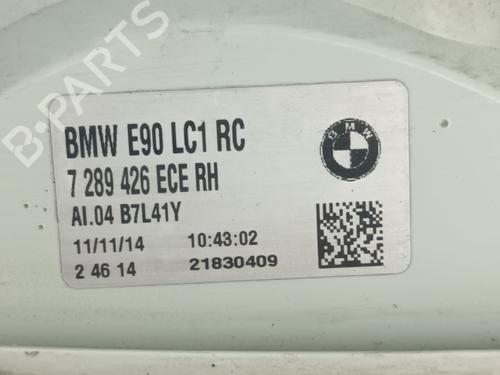 B-PARTS
BMW E90 LC1 RC
BMW
7 289 426 ECE RH
AI.04 B7L41Y
11/11/14 10:43:02
2 46 14 21830409